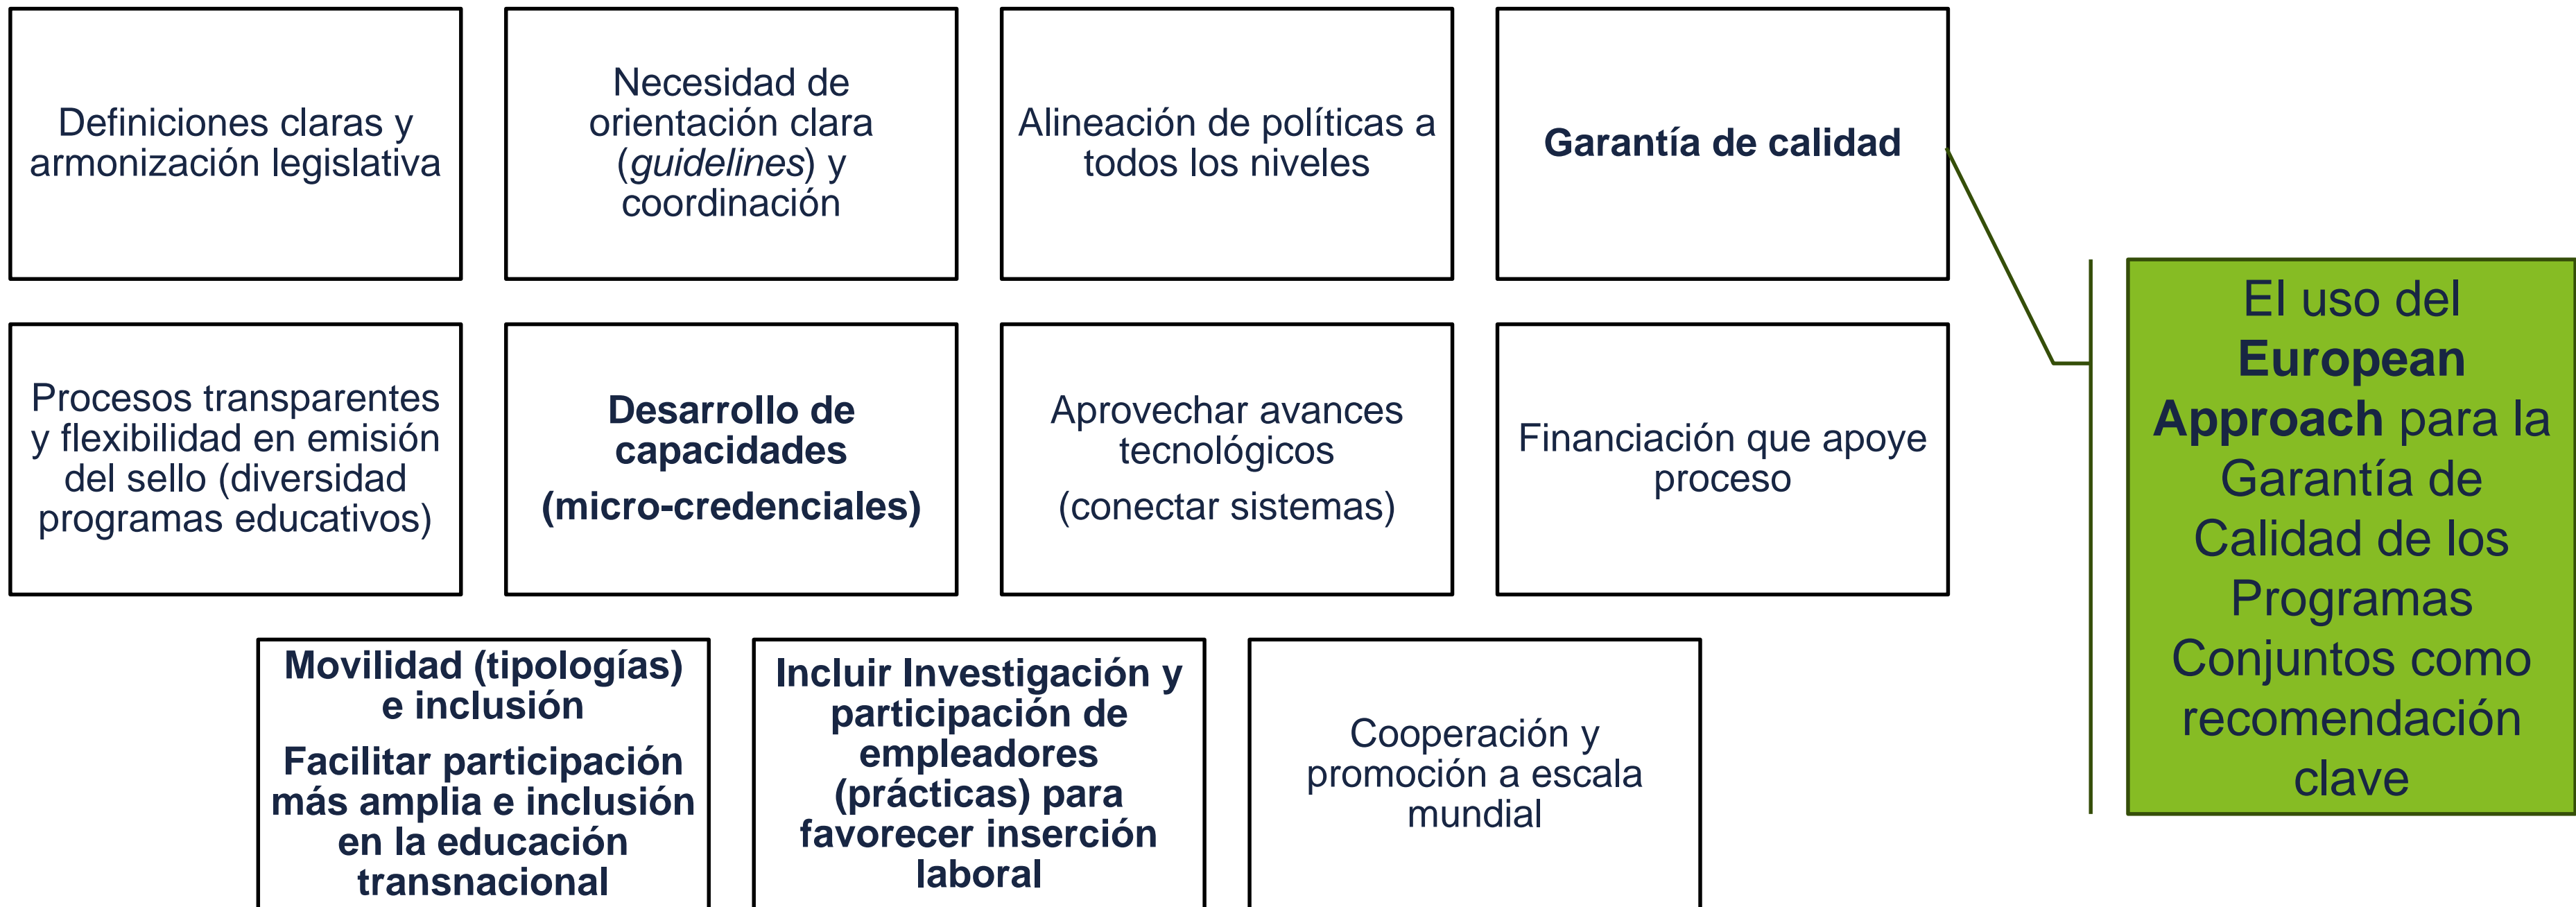 Definiciones claras y
armonización legislativa
Necesidad de
orientación clara
(guidelines) y
coordinación
Alineación de políticas a
todos los niveles
Garantía de calidad
Procesos transparentes
y flexibilidad en emisión
del sello (diversidad
programas educativos)
Desarrollo de
capacidades
(micro-credenciales)
Aprovechar avances
tecnológicos
(conectar sistemas)
Financiación que apoye
proceso
Movilidad (tipologías)
e inclusión
Facilitar participación
más amplia e inclusión
en la educación
transnacional
Incluir Investigación y
participación de
empleadores
(prácticas) para
favorecer inserción
laboral
Cooperación y
promoción a escala
mundial
El uso del
European
Approach para la
Garantía de
Calidad de los
Programas
Conjuntos como
recomendación
clave